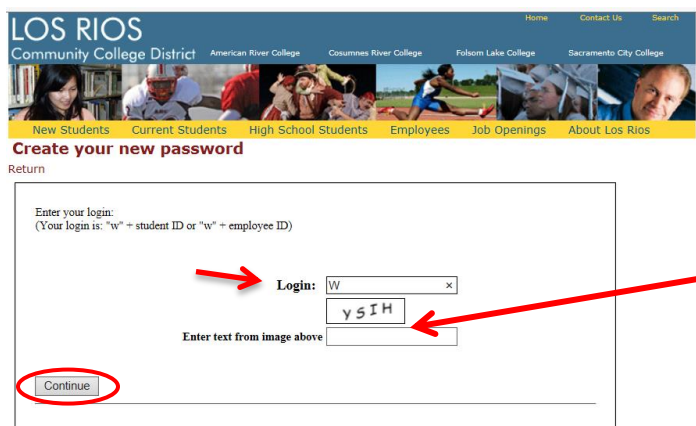 Home Contact Us Search
LOS RIOS
Community College District American River College Cosumnes River College Folsom Lake College Sacramento City College
New Students Current Students High School Students Employees Job Openings About Los Rios
Create your new password
Return
Enter your login:
(Your login is: "w" + student ID or "w" + employee ID)
Login: W ×
Y S I H
Enter text from image above
Continue